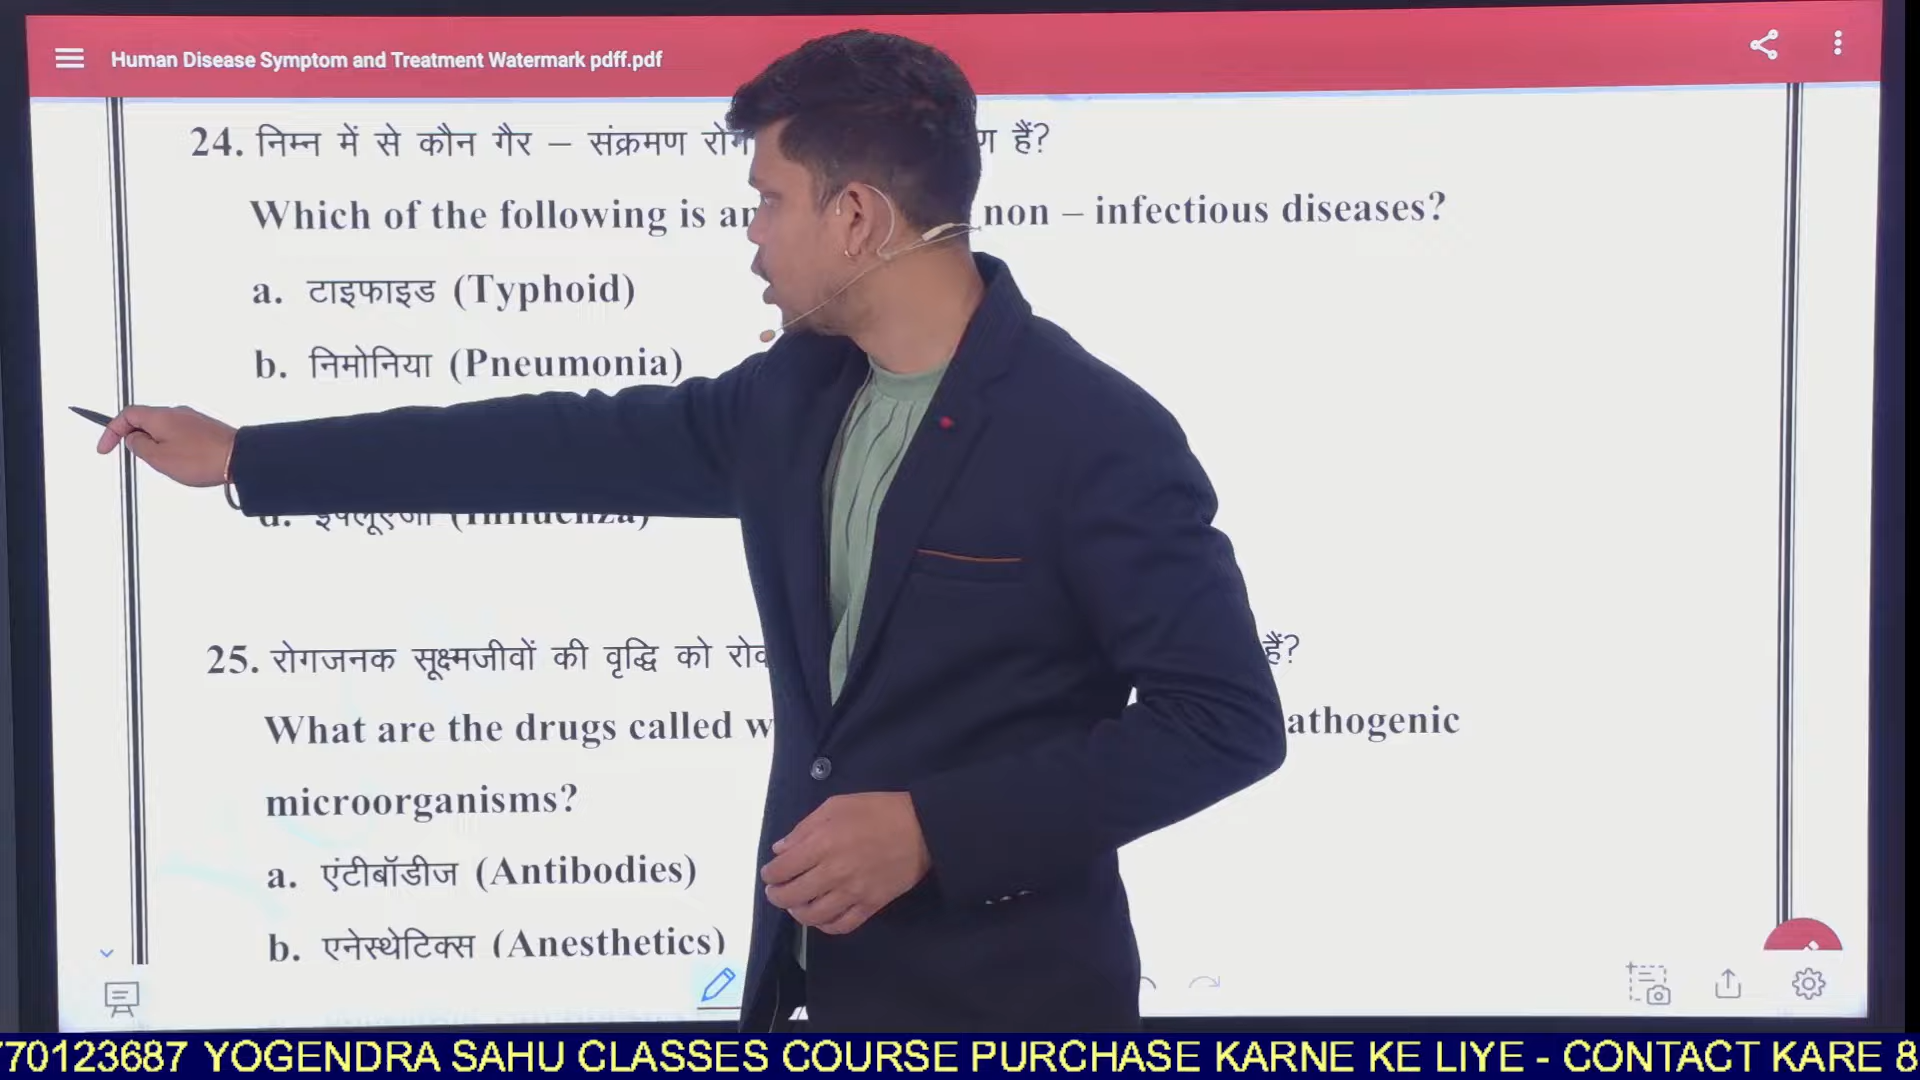 Human Disease Symptom and Treatment Watermark pdff.pdf
24. निम्न में से कौन गैर – संक्रमण रोग हैं?
Which of the following is an non – infectious diseases?
a. टाइफाइड (Typhoid)
b. निमोनिया (Pneumonia)
d. (Influenza)
25. रोगजनक सूक्ष्मजीवों की वृद्धि को हैं?
What are the drugs called
microorganisms?
a. एंटीबॉडीज (Antibodies)
b. एनेस्थेटिक्स (Anesthetics)
770123687 YOGENDRA SAHU CLASSES COURSE PURCHASE KARNE KE LIYE - CONTACT KARE 8